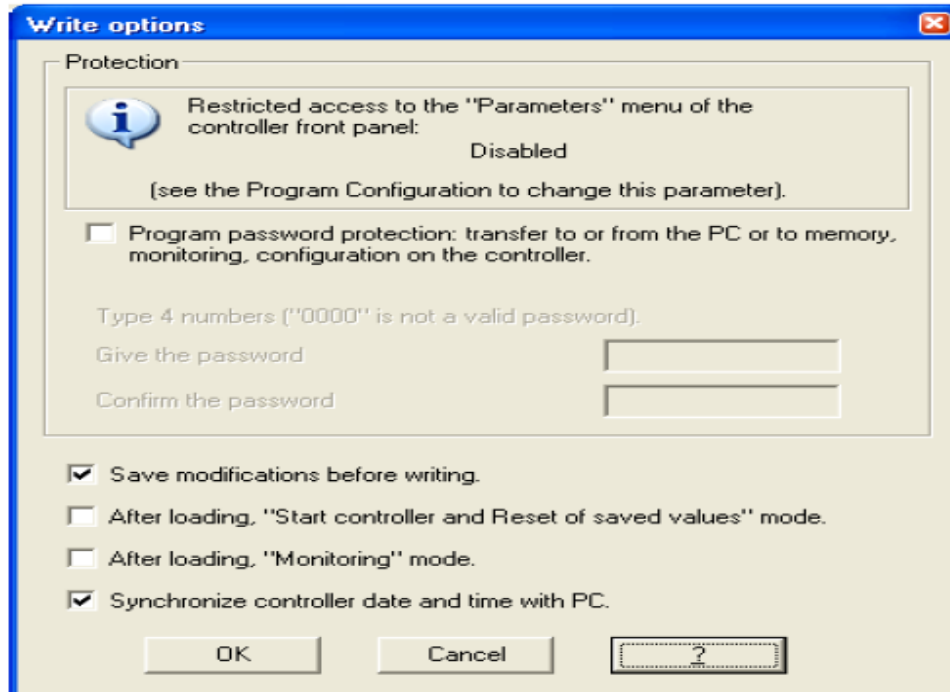 Write options
Protection
Restricted access to the "Parameters" menu of the
controller front panel:
Disabled
(see the Program Configuration to change this parameter).
Program password protection: transfer to or from the PC or to memory,
monitoring, configuration on the controller.
Type 4 numbers ("0000" is not a valid password).
Give the password
Confirm the password
Save modifications before writing.
After loading, "Start controller and Reset of saved values" mode.
After loading, "Monitoring" mode.
Synchronize controller date and time with PC.
OK Cancel ?